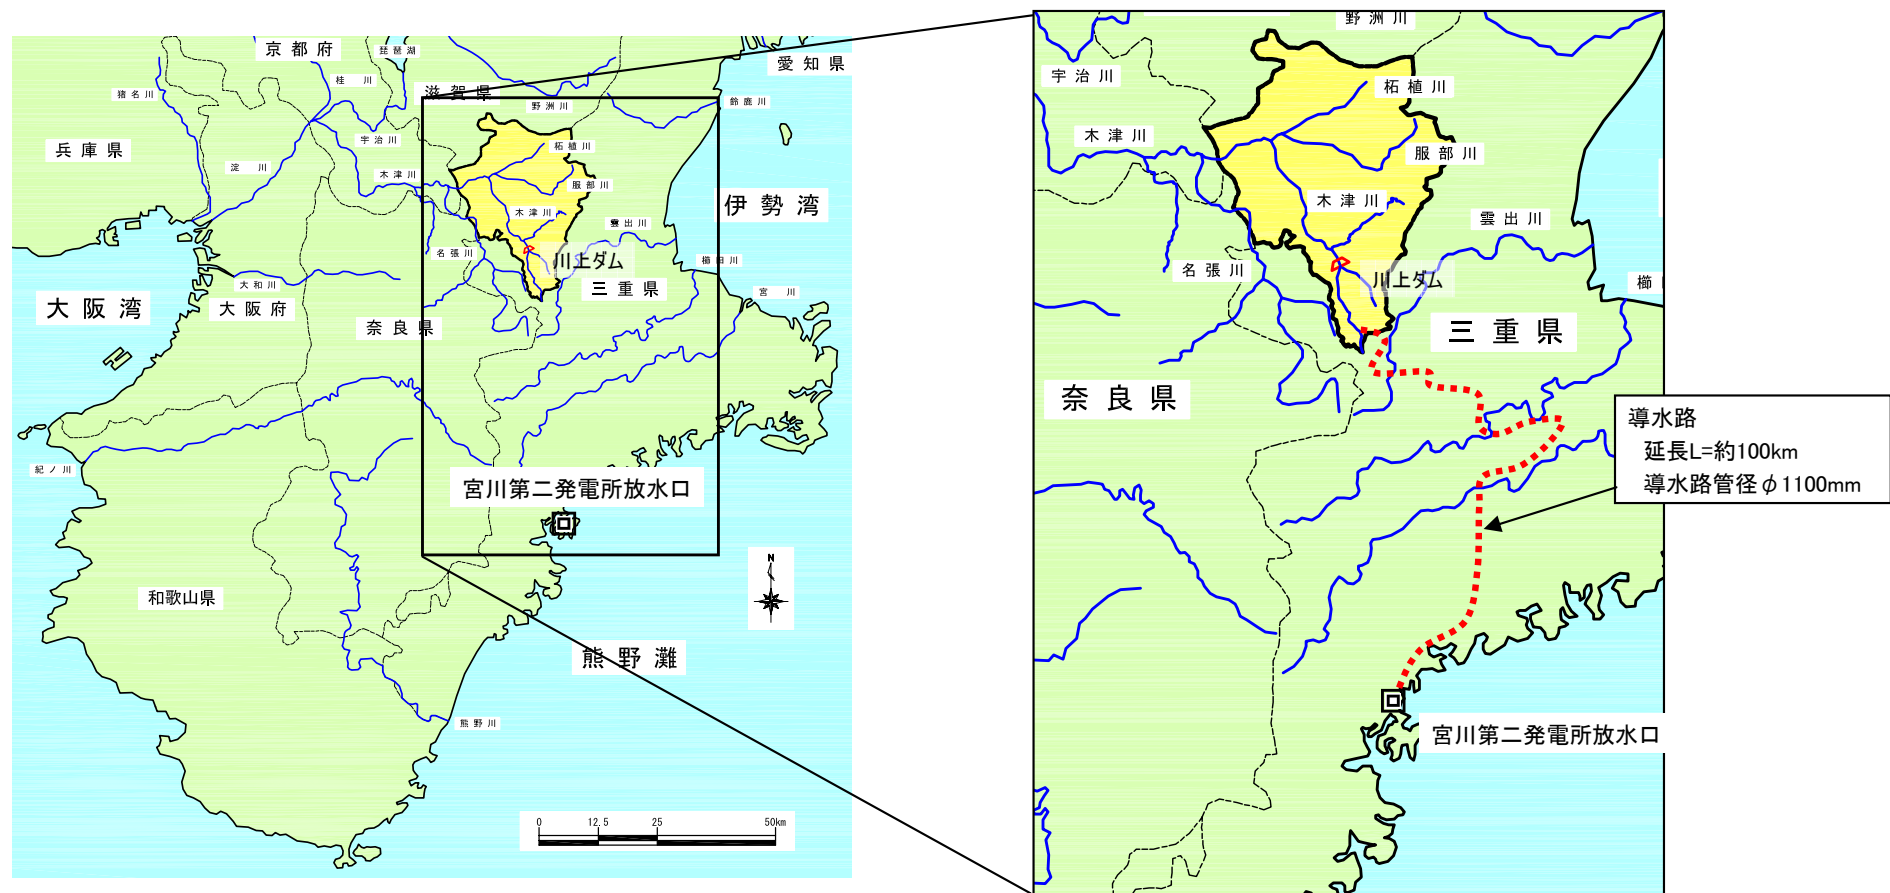 京都府
琵琶湖
愛知県
桂川
猪名川
滋賀県
野洲川
鈴鹿川
兵庫県
宇治川
柘植川
淀川
木津川
服部川
伊勢湾
木津川
雲出川
名張川
川上ダム
櫛田川
大和川
三重県
宮川
大阪湾
大阪府
奈良県
紀ノ川
宮川第二発電所放水口
N
和歌山県
熊野灘
熊野川
0 12.5 25 50km
野洲川
宇治川
柘植川
木津川
服部川
木津川
雲出川
名張川
川上ダム
櫛
三重県
奈良県
導水路
延長L=約100km
導水路管径φ1100mm
宮川第二発電所放水口